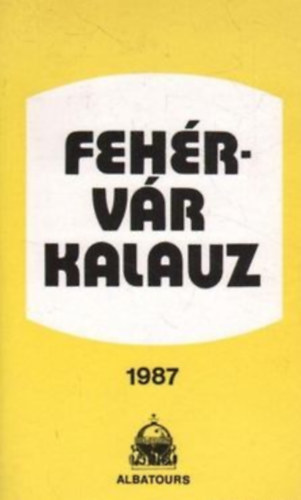 FEHÉR-
VÁR
KALAUZ
1987
ALBATOURS